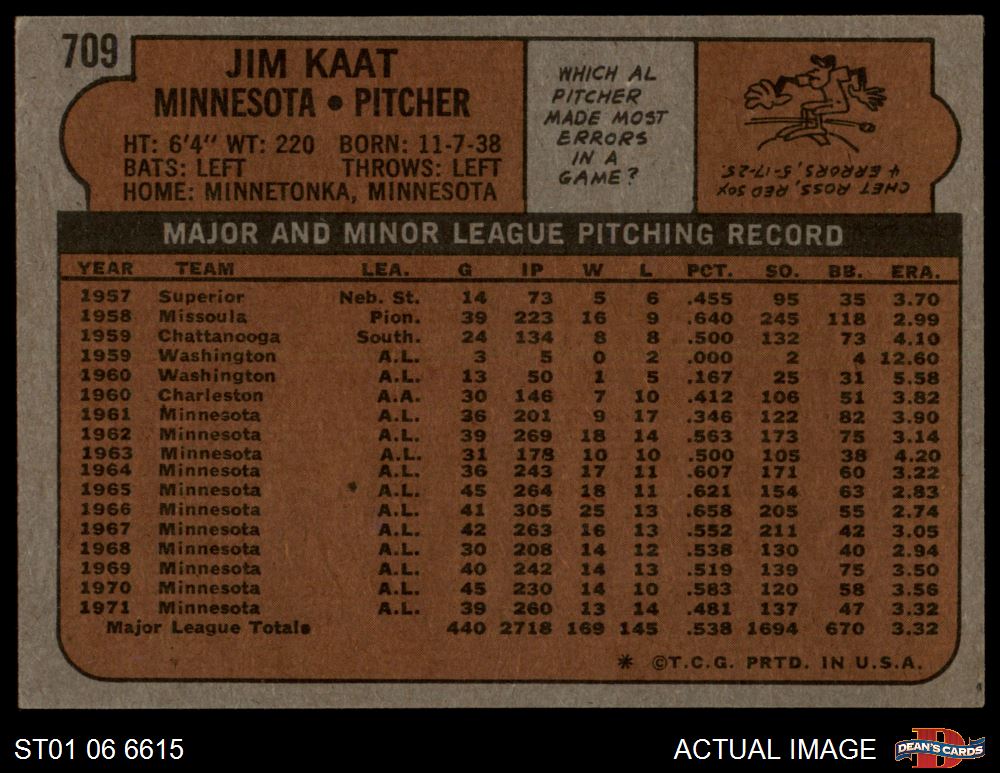 709
JIM KAAT
MINNESOTA • PITCHER
HT: 6'4" WT: 220 BORN: 11-7-38
BATS: LEFT THROWS: LEFT
HOME: MINNETONKA, MINNESOTA
WHICH AL
PITCHER
MADE MOST
ERRORS
IN A
GAME?
CHET ROSS, RED SOX
4 ERRORS, 5-17-25.
MAJOR AND MINOR LEAGUE PITCHING RECORD
YEAR TEAM LEA. G IP W L PCT. SO. BB. ERA.
1957 Superior Neb. St. 14 73 5 6 .455 95 35 3.70
1958 Missoula Pion. 39 223 16 9 .640 245 118 2.99
1959 Chattanooga South. 24 134 8 8 .500 132 73 4.10
1959 Washington A.L. 3 5 0 2 .000 2 4 12.60
1960 Washington A.L. 13 50 1 5 .167 25 31 5.58
1960 Charleston A.A. 30 146 7 10 .412 106 51 3.82
1961 Minnesota A.L. 36 201 9 17 .346 122 82 3.90
1962 Minnesota A.L. 39 269 18 14 .563 173 75 3.14
1963 Minnesota A.L. 31 178 10 10 .500 105 38 4.20
1964 Minnesota A.L. 36 243 17 11 .607 171 60 3.22
1965 Minnesota A.L. 45 264 18 11 .621 154 63 2.83
1966 Minnesota A.L. 41 305 25 13 .658 205 55 2.74
1967 Minnesota A.L. 42 263 16 13 .552 211 42 3.05
1968 Minnesota A.L. 30 208 14 12 .538 130 40 2.94
1969 Minnesota A.L. 40 242 14 13 .519 139 75 3.50
1970 Minnesota A.L. 45 230 14 10 .583 120 58 3.56
1971 Minnesota A.L. 39 260 13 14 .481 137 47 3.32
Major League Totals 440 2718 169 145 .538 1694 670 3.32
* ©T.C.G. PRTD. IN U.S.A.
ST01 06 6615
ACTUAL IMAGE
D
DEAN'S CARDS